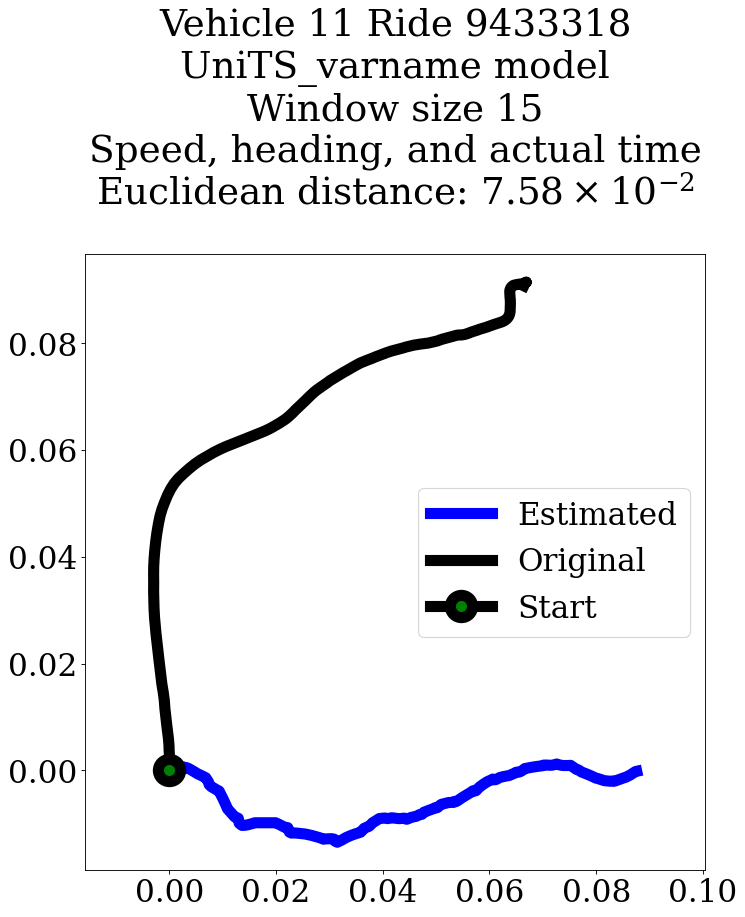 Vehicle 11 Ride 9433318
UniTS_varname model
Window size 15
Speed, heading, and actual time
Euclidean distance: 7.58 × 10⁻²
0.08
0.06
0.04
0.02
0.00
Estimated
Original
Start
0.00 0.02 0.04 0.06 0.08 0.10